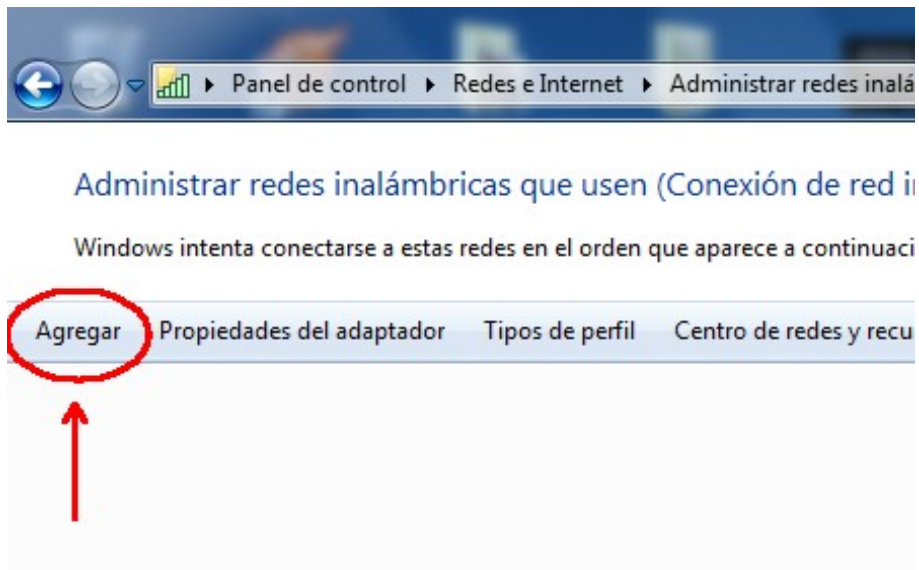 Panel de control Redes e Internet Administrar redes inalá
Administrar redes inalámbricas que usen (Conexión de red i
Windows intenta conectarse a estas redes en el orden que aparece a continuaci
Agregar Propiedades del adaptador Tipos de perfil Centro de redes y recu